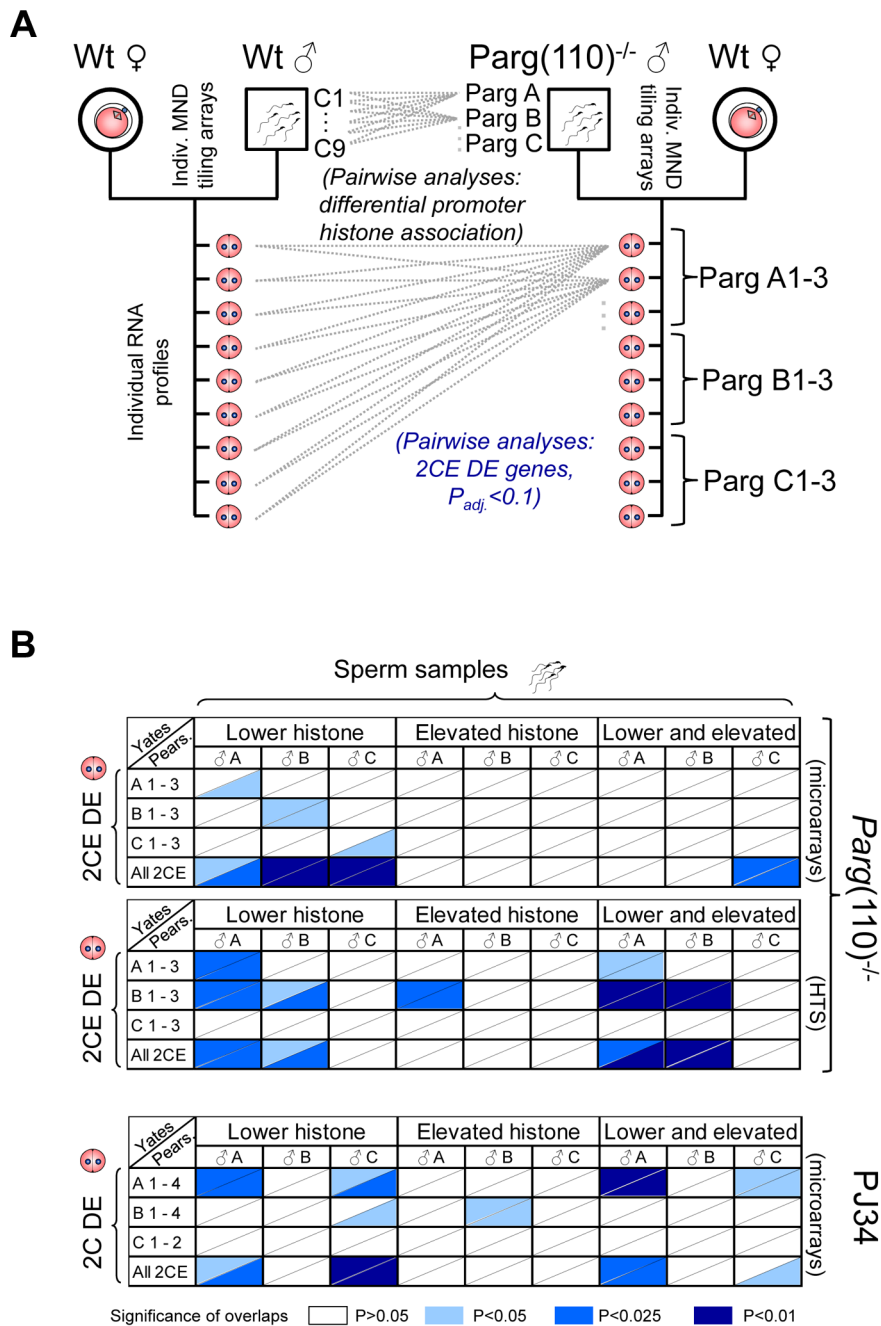 A
Wt ♀
Wt ♂
Parg(110)-/- ♂
Wt ♀
Indiv. MND
tiling arrays
C1
C9
Parg A
Parg B
Parg C
Indiv. MND
tiling arrays
(Pairwise analyses:
differential promoter
histone association)
Individual RNA
profiles
Parg A1-3
Parg B1-3
Parg C1-3
(Pairwise analyses:
2CE DE genes,
Padj.<0.1)
B
Sperm samples
Yates
Pears.
Lower histone
Elevated histone
Lower and elevated
♂ A ♂ B ♂ C ♂ A ♂ B ♂ C ♂ A ♂ B ♂ C
2CE DE
A 1 - 3
B 1 - 3
C 1 - 3
All 2CE
(microarrays)
Yates
Pears.
Lower histone
Elevated histone
Lower and elevated
♂ A ♂ B ♂ C ♂ A ♂ B ♂ C ♂ A ♂ B ♂ C
2CE DE
A 1 - 3
B 1 - 3
C 1 - 3
All 2CE
(HTS)
Parg(110)-/-
Yates
Pears.
Lower histone
Elevated histone
Lower and elevated
♂ A ♂ B ♂ C ♂ A ♂ B ♂ C ♂ A ♂ B ♂ C
2C DE
A 1 - 4
B 1 - 4
C 1 - 2
All 2CE
(microarrays)
PJ34
Significance of overlaps P>0.05 P<0.05 P<0.025 P<0.01